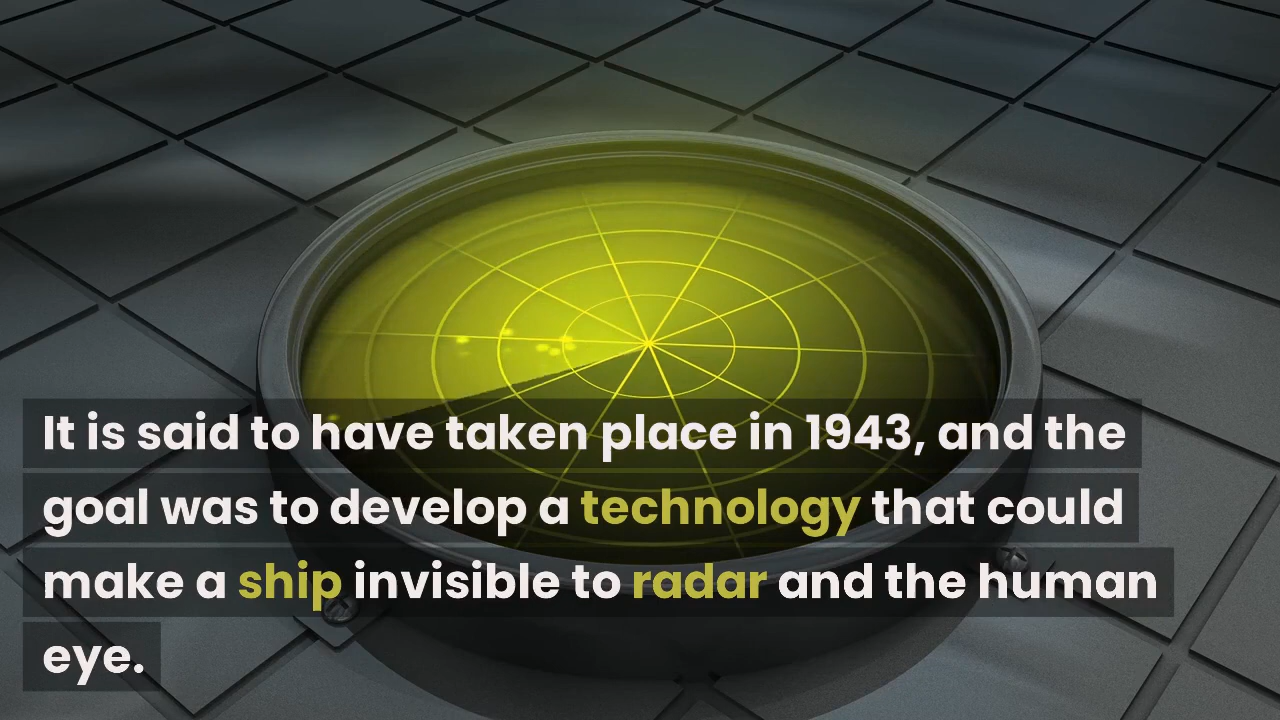 It is said to have taken place in 1943, and the
goal was to develop a technology that could
make a ship invisible to radar and the human
eye.